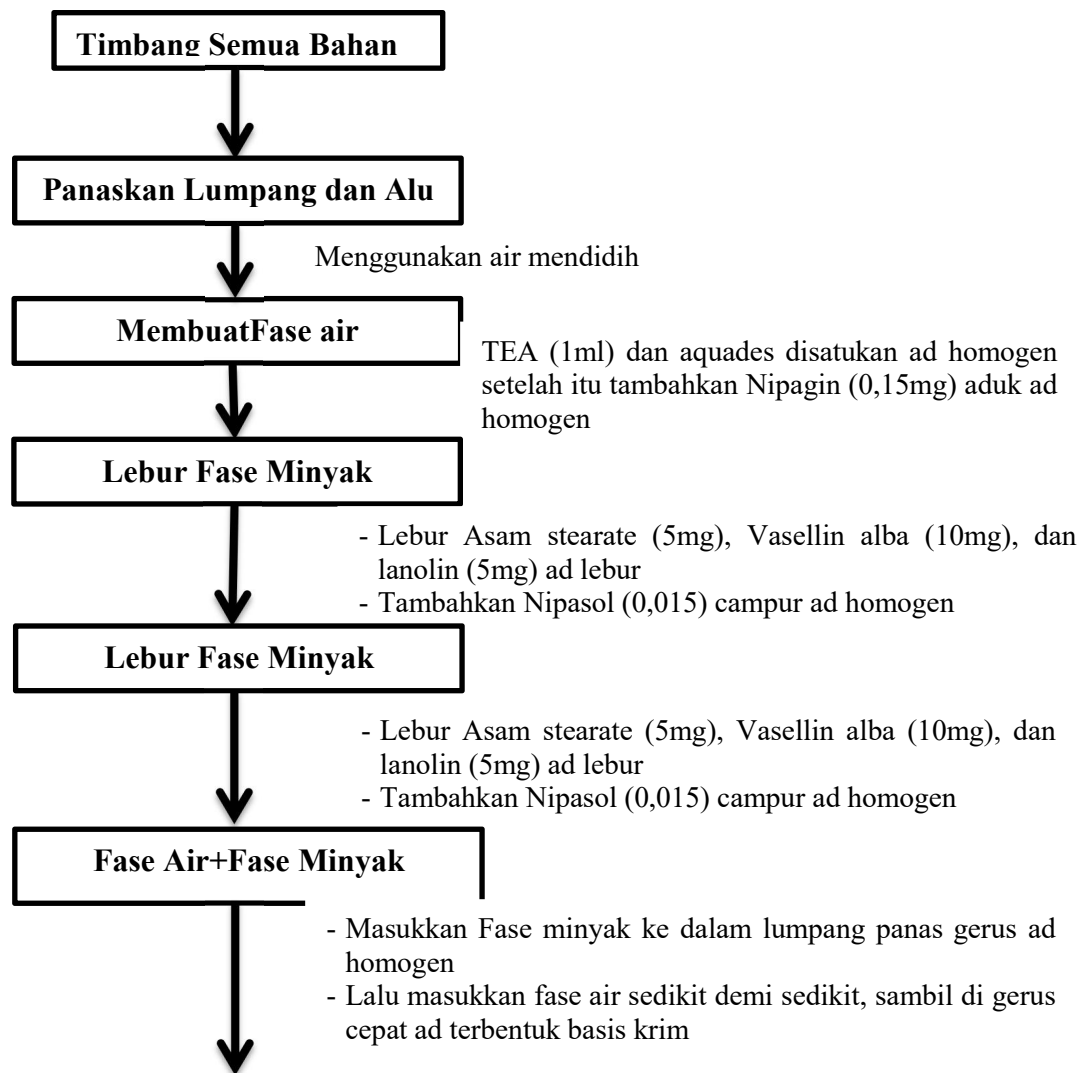 Timbang Semua Bahan
Panaskan Lumpang dan Alu
Menggunakan air mendidih
MembuatFase air
TEA (1ml) dan aquades disatukan ad homogen
setelah itu tambahkan Nipagin (0,15mg) aduk ad
homogen
Lebur Fase Minyak
- Lebur Asam stearate (5mg), Vasellin alba (10mg), dan
lanolin (5mg) ad lebur
- Tambahkan Nipasol (0,015) campur ad homogen
Lebur Fase Minyak
- Lebur Asam stearate (5mg), Vasellin alba (10mg), dan
lanolin (5mg) ad lebur
- Tambahkan Nipasol (0,015) campur ad homogen
Fase Air+Fase Minyak
- Masukkan Fase minyak ke dalam lumpang panas gerus ad
homogen
- Lalu masukkan fase air sedikit demi sedikit, sambil di gerus
cepat ad terbentuk basis krim